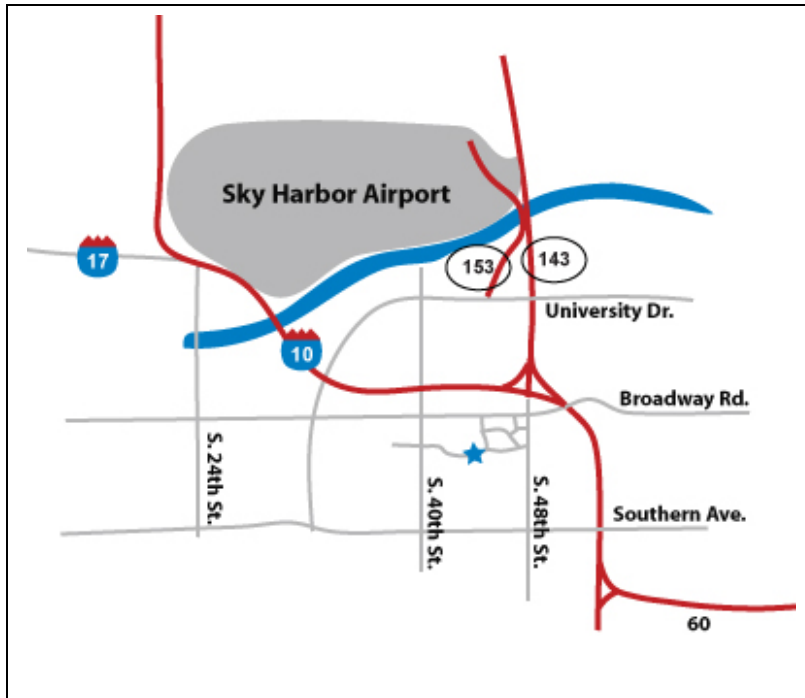 Sky Harbor Airport
17
153
143
University Dr.
10
Broadway Rd.
S. 24th St.
S. 40th St.
S. 48th St.
Southern Ave.
60